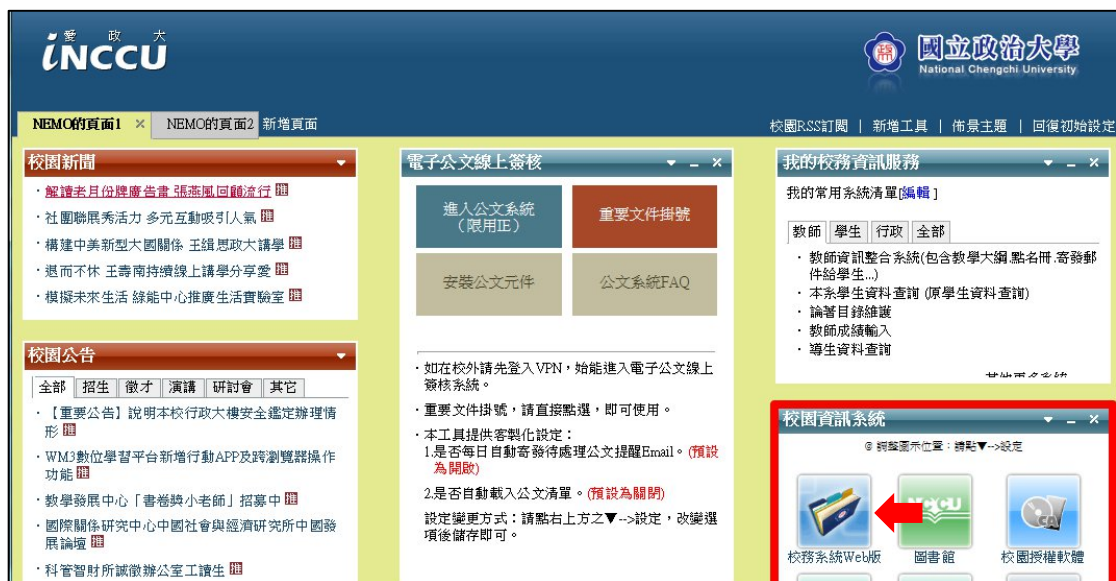 愛 政 大
iNCCU
國立政治大學
National Chengchi University
NEMO的頁面1 × NEMO的頁面2 新增頁面
校園RSS訂閱 | 新增工具 | 佈景主題 | 回復初始設定
校園新聞
·解讀老月份牌廣告畫 張燕風回顧流行 推
·社團聯展秀活力 多元互動吸引人氣 推
·構建中美新型大國關係 王緝思政大講學 推
·退而不休 王壽南持續線上講學分享愛 推
·模擬未來生活 綠能中心推廣生活實驗室 推
校園公告
全部 招生 徵才 演講 研討會 其它
·【重要公告】說明本校行政大樓安全鑑定辦理情
形 推
·WM3數位學習平台新增行動APP及跨瀏覽器操作
功能 推
·教學發展中心「書卷獎小老師」招募中 推
·國際關係研究中心中國社會與經濟研究所中國發
展論壇 推
·科管智財所誠徵辦公室工讀生 推
電子公文線上簽核
進入公文系統
(限用IE)
重要文件掛號
安裝公文元件
公文系統FAQ
·如在校外請先登入VPN,始能進入電子公文線上
簽核系統。
·重要文件掛號,請直接點選,即可使用。
·本工具提供客製化設定:
1.是否每日自動寄發待處理公文提醒Email。(預設
為開啟)
2.是否自動載入公文清單。(預設為關閉)
設定變更方式:請點右上方之▼-->設定,改變選
項後儲存即可。
我的校務資訊服務
我的常用系統清單[編輯 ]
教師 學生 行政 全部
· 教師資訊整合系統(包含教學大綱.點名冊.寄發郵
件給學生...)
· 本系學生資料查詢 (原學生資料查詢)
· 論著目錄維護
· 教師成績輸入
· 導生資料查詢
其他更多系統
校園資訊系統
@ 調整圖示位置:請點▼-->設定
NCCU
CA
校務系統Web版 圖書館 校園授權軟體